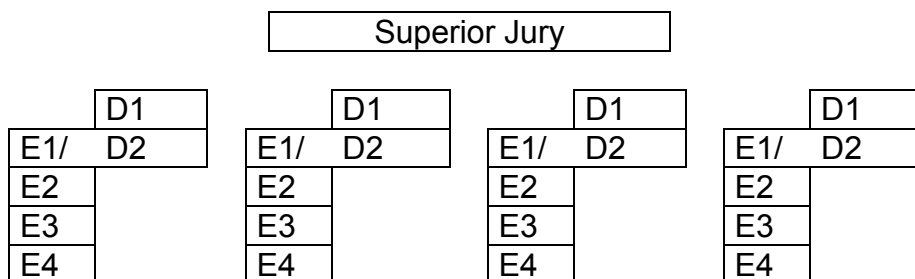 Superior Jury
D1 D1 D1 D1
E1/ D2 E1/ D2 E1/ D2 E1/ D2
E2 E2 E2 E2
E3 E3 E3 E3
E4 E4 E4 E4